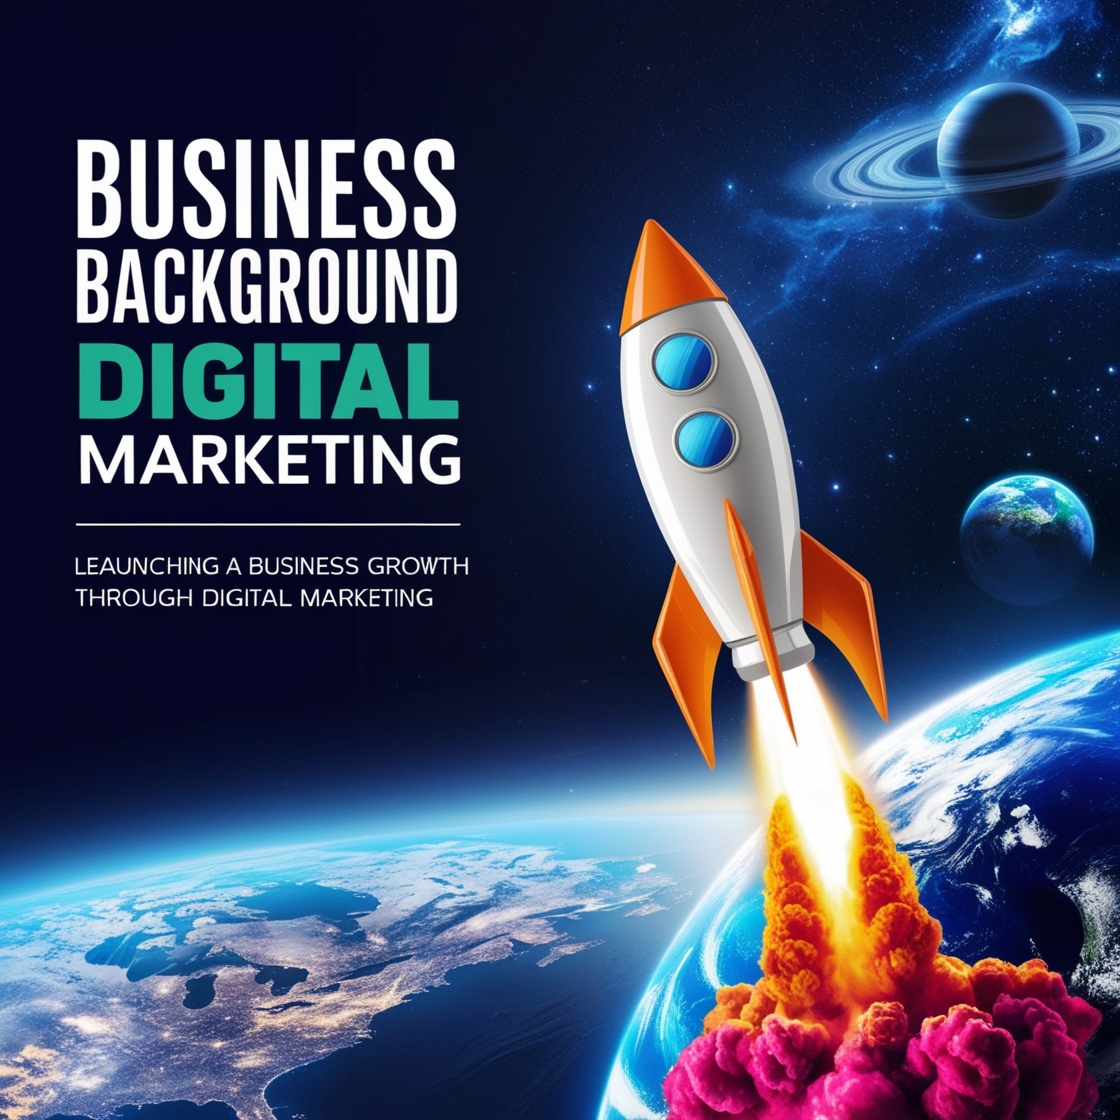 BUSINESS
BACKGROUND
DIGITAL
MARKETING
LEAUNCHING A BUSINESS GROWTH
THROUGH DIGITAL MARKETING